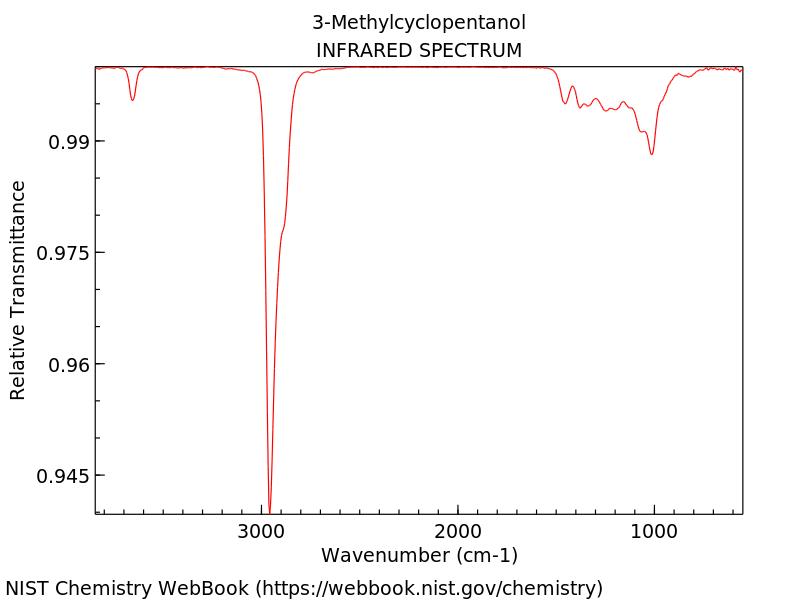 3-Methylcyclopentanol
INFRARED SPECTRUM
0.99
0.975
0.96
0.945
Relative Transmittance
3000 2000 1000
Wavenumber (cm-1)
NIST Chemistry WebBook (https://webbook.nist.gov/chemistry)